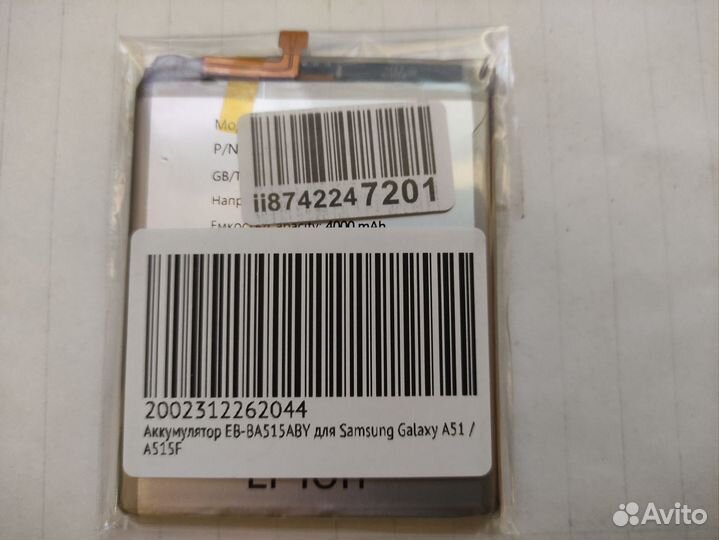 Мо
P/N
GB/T
Напр
ii8742247201
Емкость/Capacity: 4000 mAh
2002312262044
Аккумулятор EB-BA515ABY для Samsung Galaxy A51 /
A515F
Li-ion
Avito